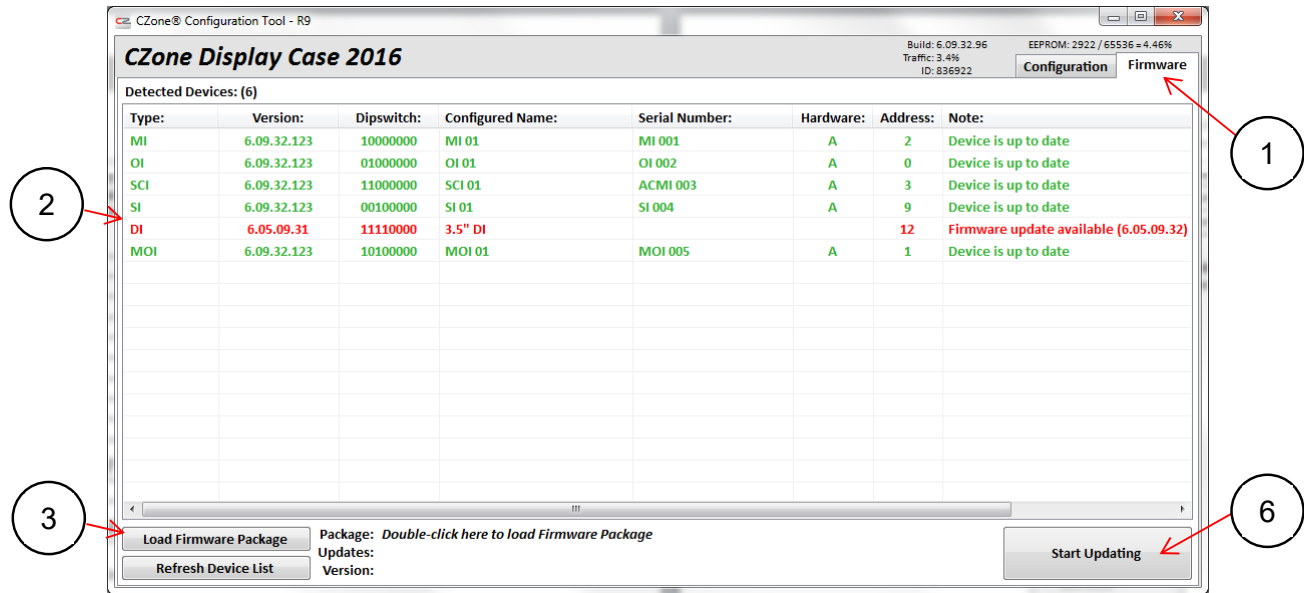 CZ CZone® Configuration Tool - R9
CZone Display Case 2016
Build: 6.09.32.96
Traffic: 3.4%
ID: 836922
EEPROM: 2922 / 65536 = 4.46%
Configuration Firmware
Detected Devices: (6)
Type: Version: Dipswitch: Configured Name: Serial Number: Hardware: Address: Note:
MI 6.09.32.123 10000000 MI 01 MI 001 A 2 Device is up to date
OI 6.09.32.123 01000000 OI 01 OI 002 A 0 Device is up to date
SCI 6.09.32.123 11000000 SCI 01 ACMI 003 A 3 Device is up to date
SI 6.09.32.123 00100000 SI 01 SI 004 A 9 Device is up to date
DI 6.05.09.31 11110000 3.5" DI 12 Firmware update available (6.05.09.32)
MOI 6.09.32.123 10100000 MOI 01 MOI 005 A 1 Device is up to date
1
2
3
6
Load Firmware Package
Refresh Device List
Package: Double-click here to load Firmware Package
Updates:
Version:
Start Updating